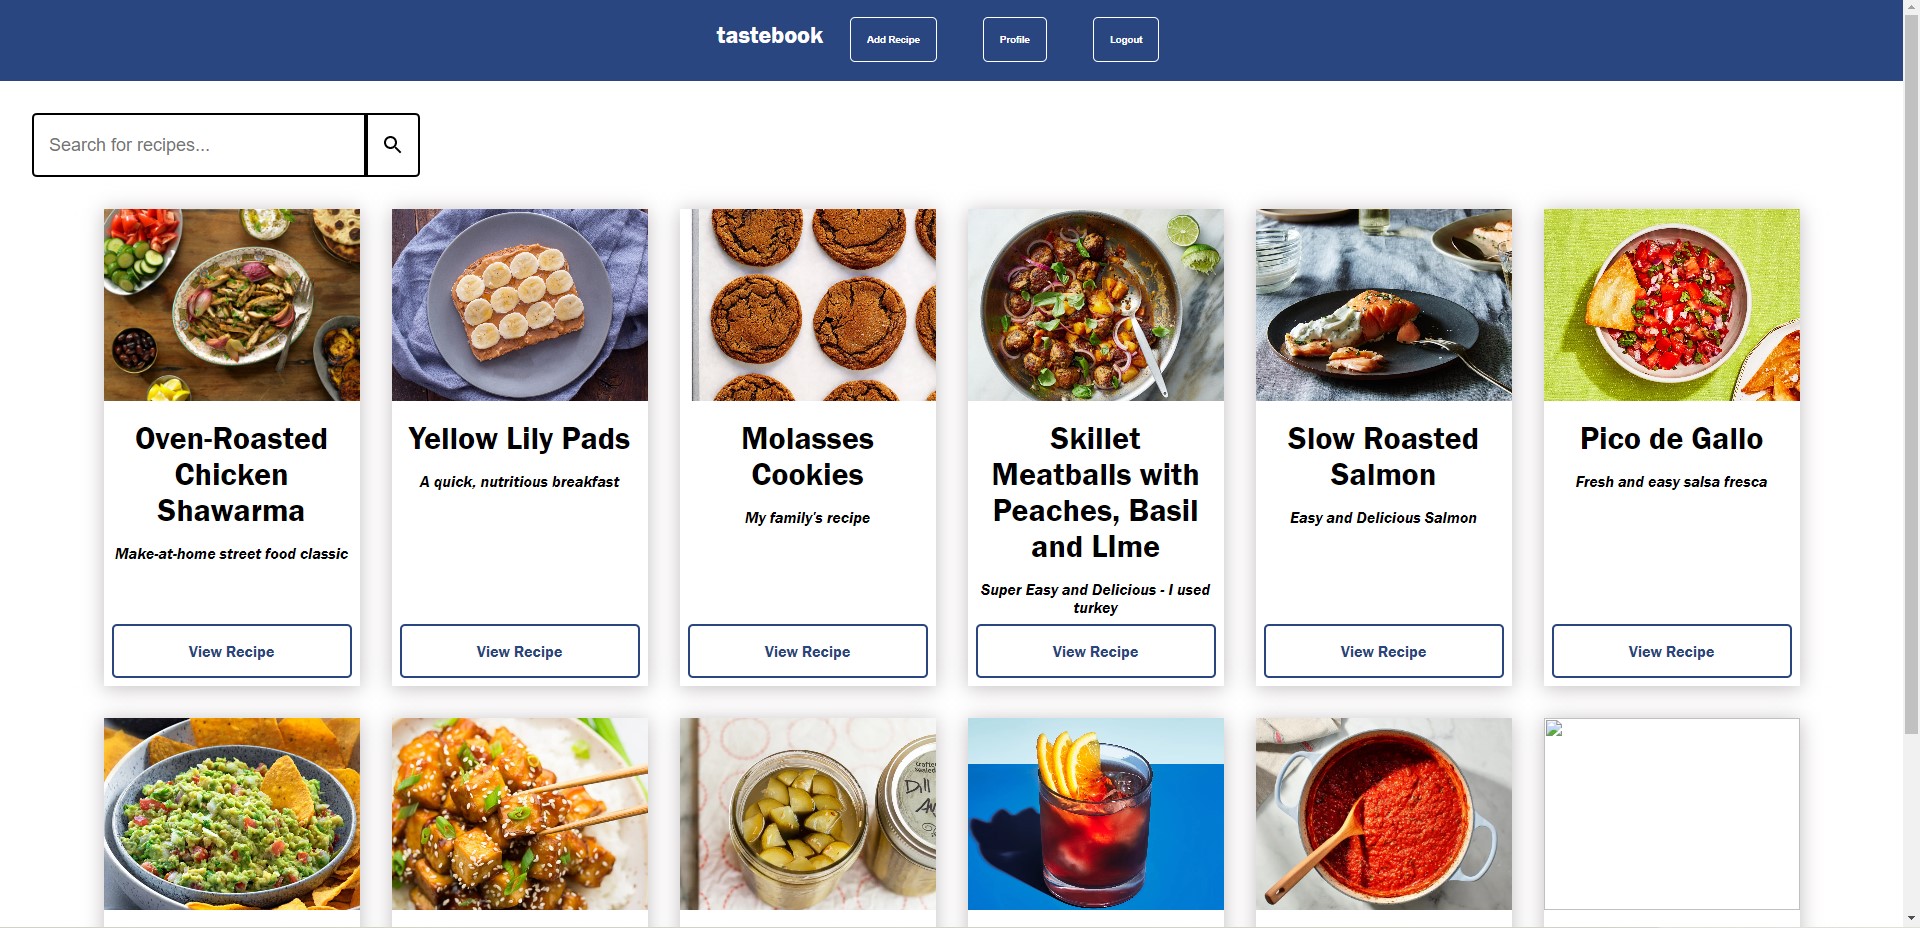 tastebook
Add Recipe
Profile
Logout
Search for recipes...
Oven-Roasted
Chicken
Shawarma
Make-at-home street food classic
View Recipe
Yellow Lily Pads
A quick, nutritious breakfast
View Recipe
Molasses
Cookies
My family's recipe
View Recipe
Skillet
Meatballs with
Peaches, Basil
and LIme
Super Easy and Delicious - I used
turkey
View Recipe
Slow Roasted
Salmon
Easy and Delicious Salmon
View Recipe
Pico de Gallo
Fresh and easy salsa fresca
View Recipe
Dill